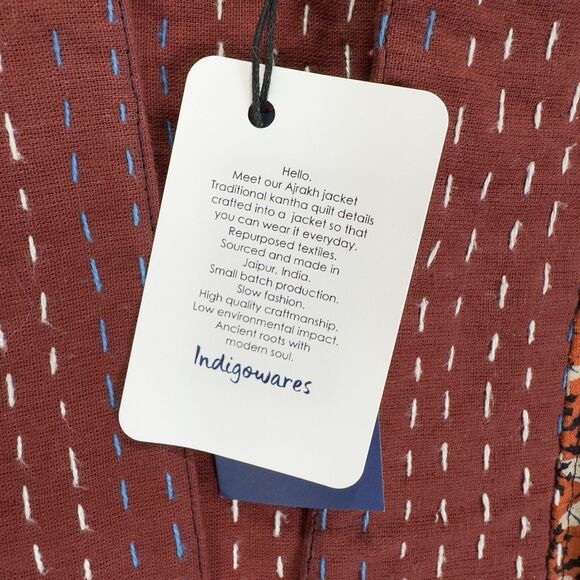 Hello.
Meet our Ajrakh jacket
Traditional kantha quilt details
crafted into a jacket so that
you can wear it everyday.
Repurposed textiles.
Sourced and made in
Jaipur, India.
Small batch production.
Slow fashion.
High quality craftmanship.
Low environmental impact.
Ancient roots with
modern soul.
Indigowares